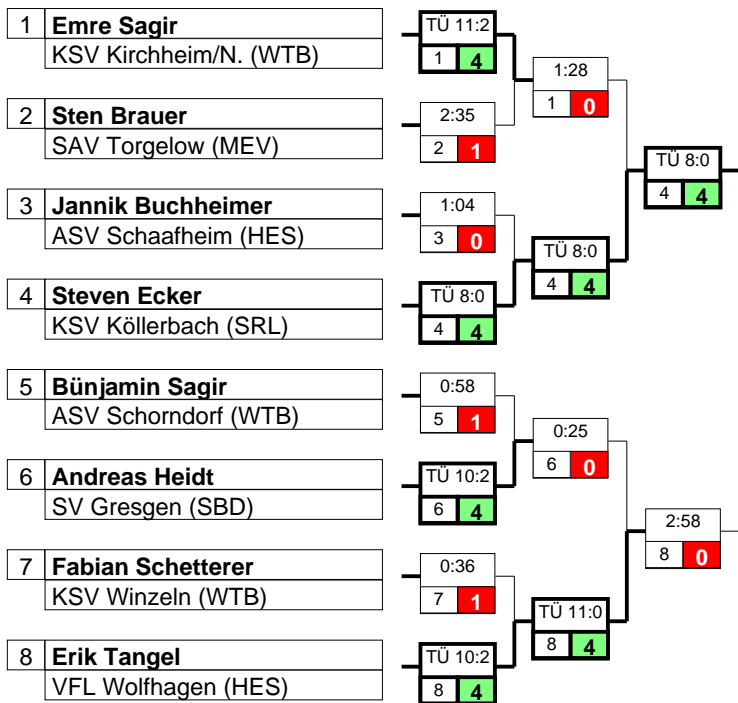 1 Emre Sagir
KSV Kirchheim/N. (WTB)
TÜ 11:2
1 4
1:28
1 0
2 Sten Brauer
SAV Torgelow (MEV)
2:35
2 1
TÜ 8:0
4 4
3 Jannik Buchheimer
ASV Schaafheim (HES)
1:04
3 0
TÜ 8:0
4 4
4 Steven Ecker
KSV Köllerbach (SRL)
TÜ 8:0
4 4
5 Bünjamin Sagir
ASV Schorndorf (WTB)
0:58
5 1
0:25
6 0
6 Andreas Heidt
SV Gresgen (SBD)
TÜ 10:2
6 4
2:58
8 0
7 Fabian Schetterer
KSV Winzeln (WTB)
0:36
7 1
TÜ 11:0
8 4
8 Erik Tangel
VFL Wolfhagen (HES)
TÜ 10:2
8 4